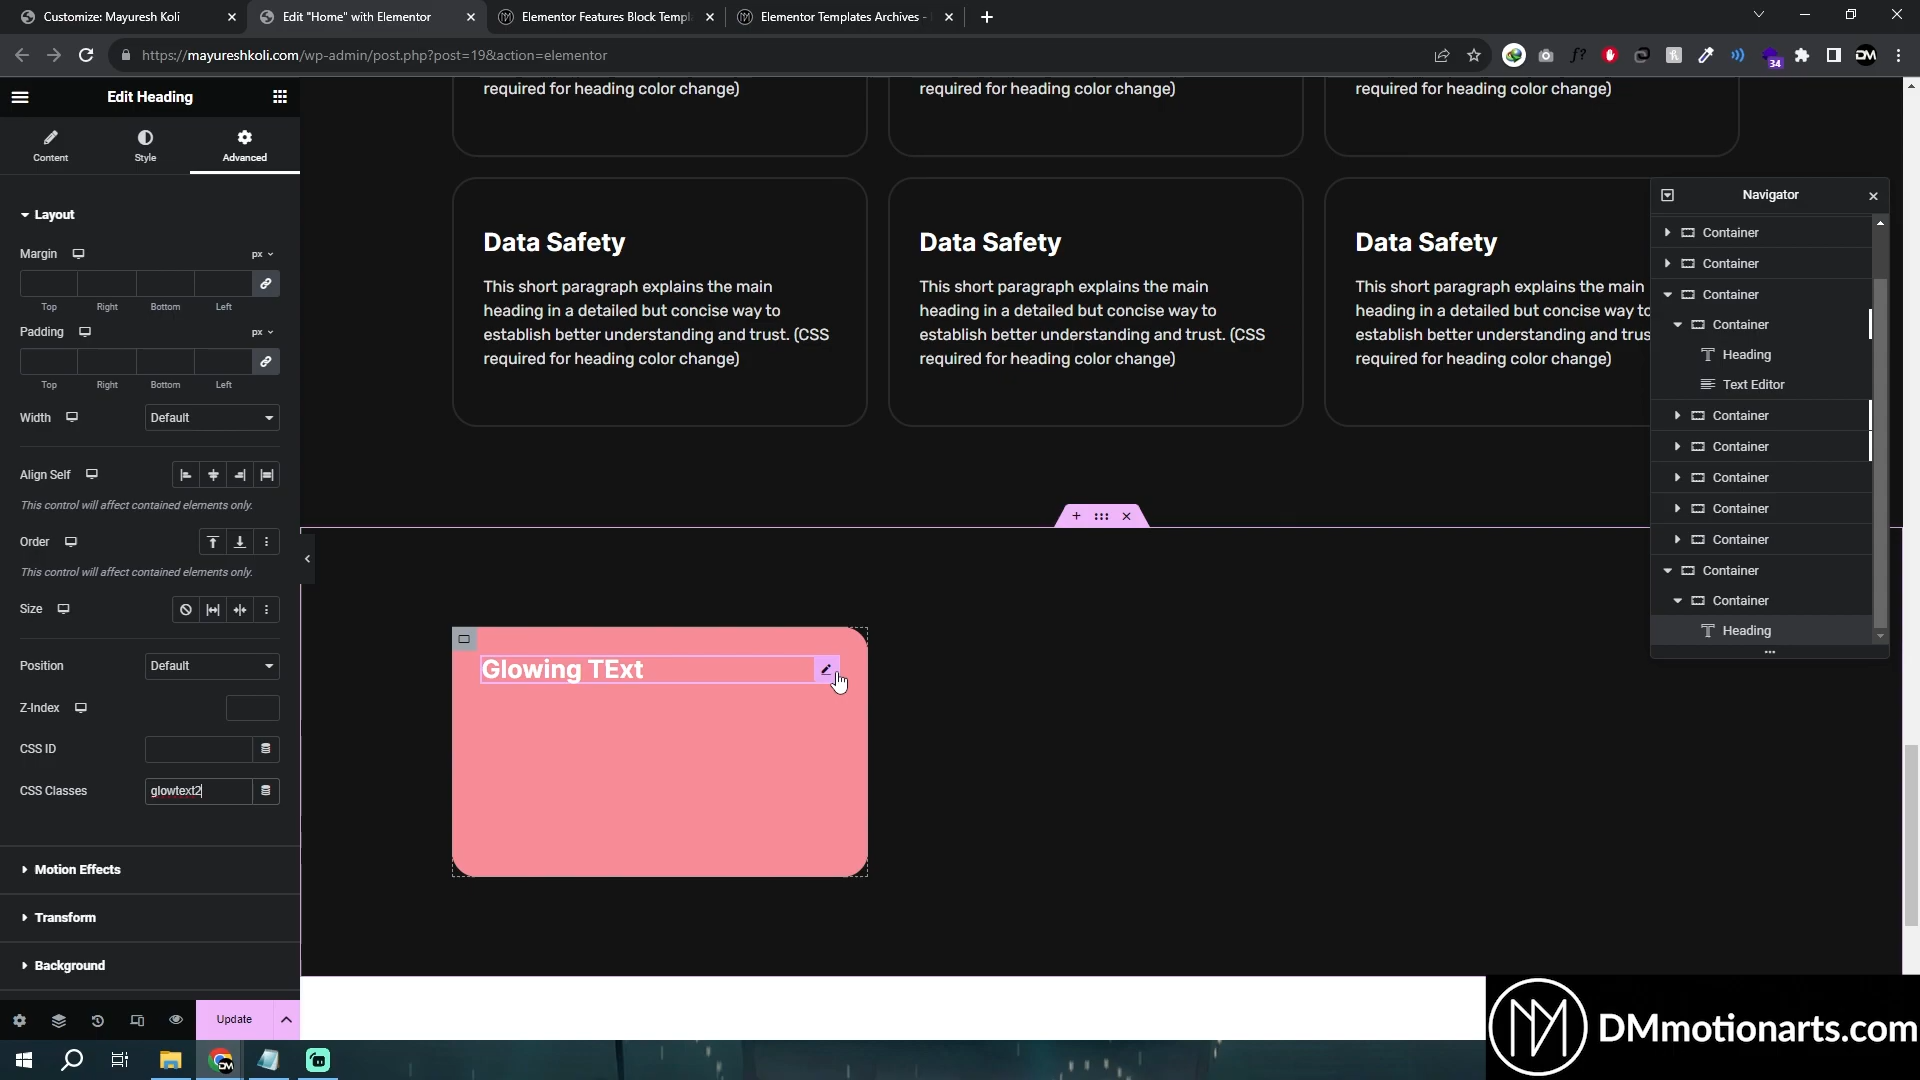 Customize: Mayuresh Koli
Edit "Home" with Elementor
Elementor Features Block Templ
Elementor Templates Archives -
https://mayureshkoli.com/wp-admin/post.php?post=19&action=elementor
f?
34
DM
Edit Heading
Content
Style
Advanced
Layout
Margin
px
Top Right Bottom Left
Padding
px
Top Right Bottom Left
Width
Default
Align Self
This control will affect contained elements only.
Order
This control will affect contained elements only.
Size
Position
Default
Z-Index
CSS ID
CSS Classes
glowtext2
Motion Effects
Transform
Background
Update
required for heading color change)
required for heading color change)
required for heading color change)
Data Safety
This short paragraph explains the main
heading in a detailed but concise way to
establish better understanding and trust. (CSS
required for heading color change)
Data Safety
This short paragraph explains the main
heading in a detailed but concise way to
establish better understanding and trust. (CSS
required for heading color change)
Data Safety
This short paragraph explains the main
heading in a detailed but concise way to
establish better understanding and trus
required for heading color change)
Glowing TExt
Navigator
Container
Container
Container
Container
Heading
Text Editor
Container
Container
Container
Container
Container
Container
Container
Heading
DMmotionarts.com